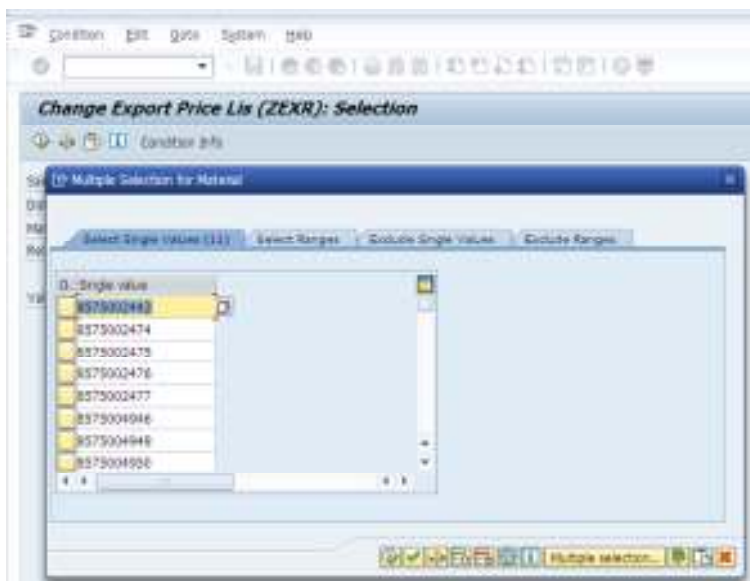 Condition Edit Goto System Help
Change Export Price Lis (ZEXR): Selection
Condition Info
Multiple Selection for Material
Select Single Values (11) Select Ranges Exclude Single Values Exclude Ranges
O.. Single value
8575002443
8575002474
8575002475
8575002476
8575002477
8575004946
8575004949
8575004950
Multiple selection...